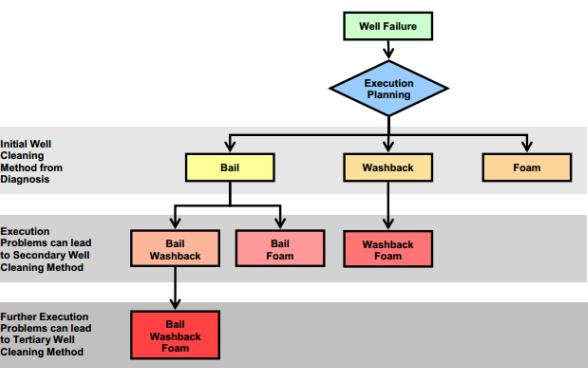 Well Failure
Execution
Planning
Initial Well
Cleaning
Method from
Diagnosis
Bail
Washback
Foam
Execution
Problems can lead
to Secondary Well
Cleaning Method
Bail
Washback
Bail
Foam
Washback
Foam
Further Execution
Problems can lead
to Tertiary Well
Cleaning Method
Bail
Washback
Foam